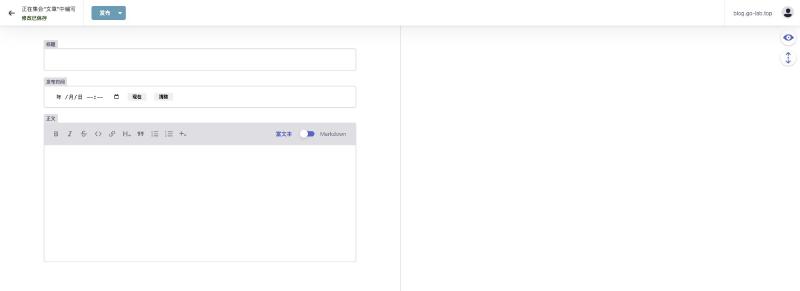 正在集合“文章”中编写
修改已保存
发布
blog.go-lab.top
标题
发布时间
年 /月/日 --:--
现在
清除
正文
B I S <> H 99
富文本
Markdown